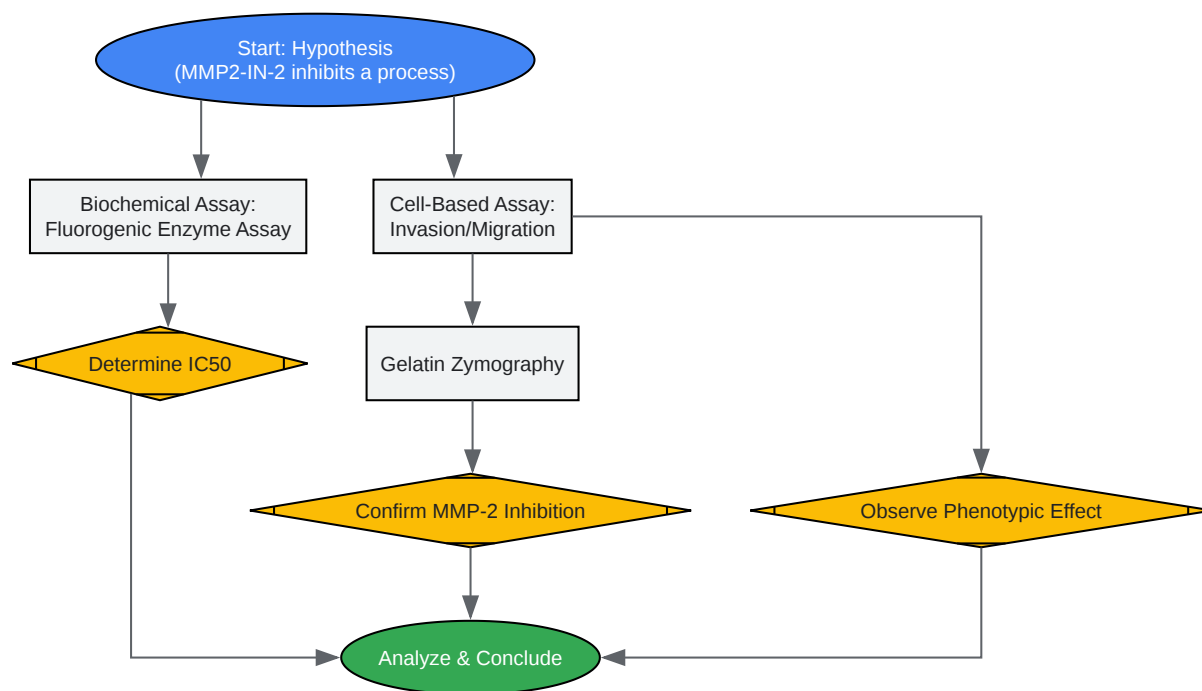 Start: Hypothesis
(MMP2-IN-2 inhibits a process)
Biochemical Assay:
Fluorogenic Enzyme Assay
Cell-Based Assay:
Invasion/Migration
Determine IC50
Gelatin Zymography
Confirm MMP-2 Inhibition
Observe Phenotypic Effect
Analyze & Conclude